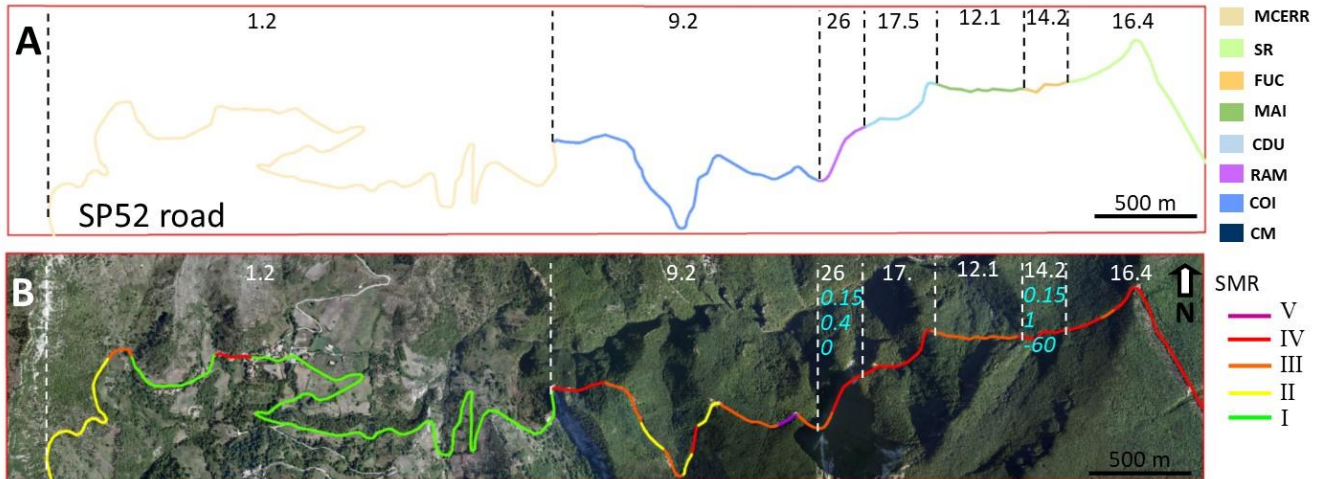 1.2 9.2 26 17.5 12.1 14.2 16.4
A
SP52 road
500 m
MCERR
SR
FUC
MAI
CDU
RAM
COI
CM
1.2 9.2 26 17. 12.1 14.2 16.4
B
0.15
0.4
0
0.15
1
-60
N
500 m
SMR
V
IV
III
II
I